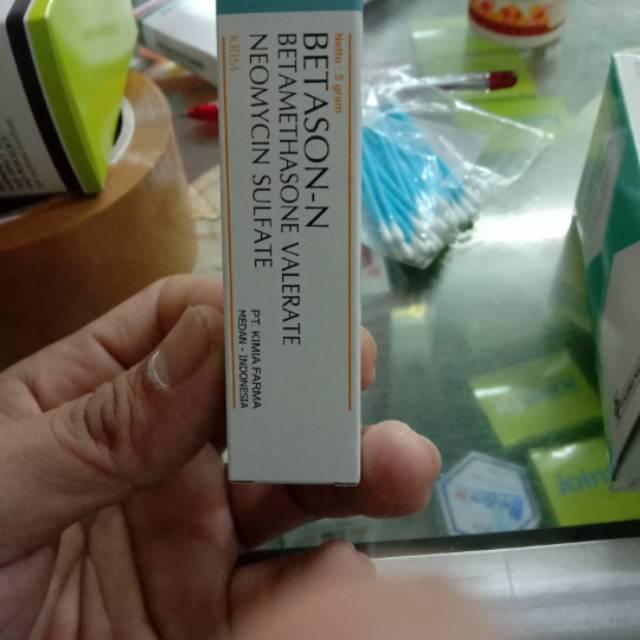 Netto : 5 gram
BETASON-N
BETAMETHASONE VALERATE
NEOMYCIN SULFATE
KRIM
PT. KIMIA FARMA
MEDAN - INDONESIA